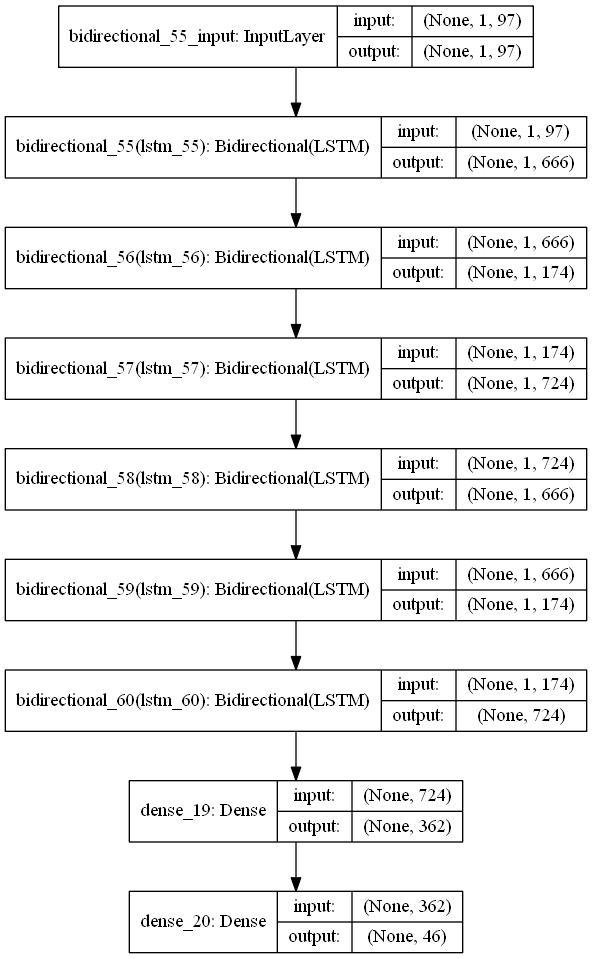 bidirectional_55_input: InputLayer
input: (None, 1, 97)
output: (None, 1, 97)
bidirectional_55(lstm_55): Bidirectional(LSTM)
input: (None, 1, 97)
output: (None, 1, 666)
bidirectional_56(lstm_56): Bidirectional(LSTM)
input: (None, 1, 666)
output: (None, 1, 174)
bidirectional_57(lstm_57): Bidirectional(LSTM)
input: (None, 1, 174)
output: (None, 1, 724)
bidirectional_58(lstm_58): Bidirectional(LSTM)
input: (None, 1, 724)
output: (None, 1, 666)
bidirectional_59(lstm_59): Bidirectional(LSTM)
input: (None, 1, 666)
output: (None, 1, 174)
bidirectional_60(lstm_60): Bidirectional(LSTM)
input: (None, 1, 174)
output: (None, 724)
dense_19: Dense
input: (None, 724)
output: (None, 362)
dense_20: Dense
input: (None, 362)
output: (None, 46)